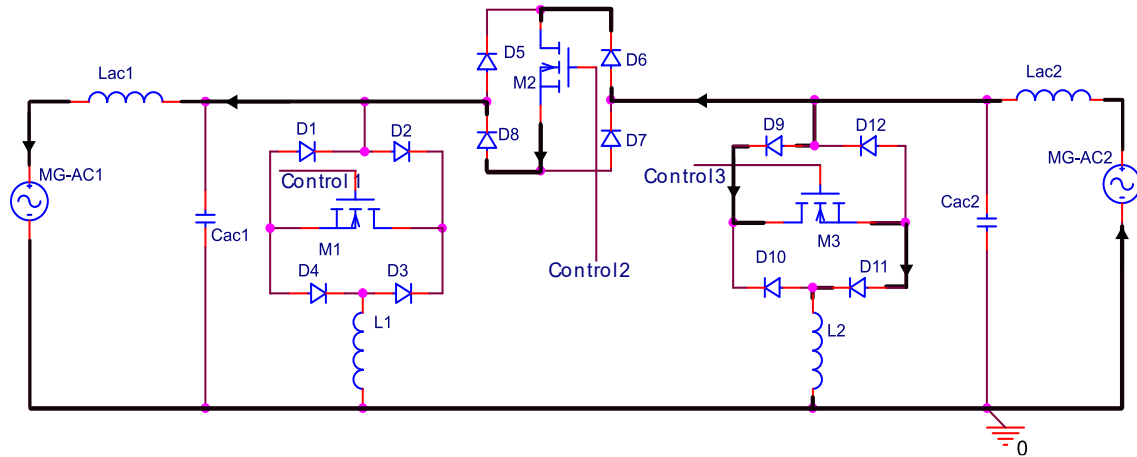 D5
M2
D6
Lac1
Lac2
D8
D7
D1
D2
D9
D12
MG-AC1
Control 1
Control3
MG-AC2
Cac1
M1
Cac2
M3
Control2
D4
D3
D10
D11
L1
L2
0